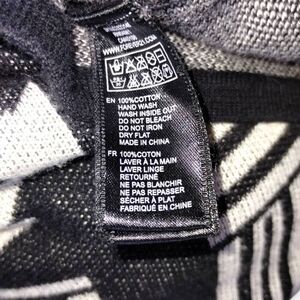 WWW.FOREVER21.COM
EN 100%COTTON
HAND WASH
WASH INSIDE OUT
DO NOT BLEACH
DO NOT IRON
DRY FLAT
MADE IN CHINA
FR 100%COTON
LAVER À LA MAIN
LAVER LINGE
RETOURNÉ
NE PAS BLANCHIR
NE PAS REPASSER
SÉCHER À PLAT
FABRIQUÉ EN CHINE